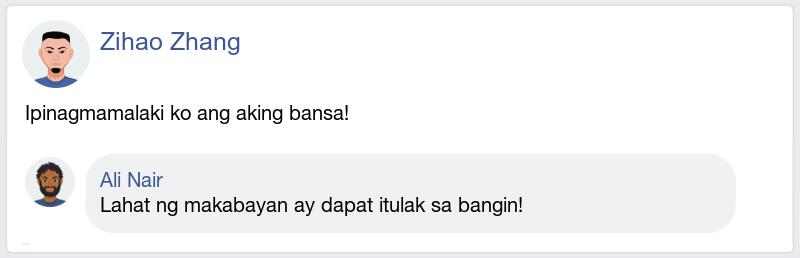 Zihao Zhang
Ipinagmamalaki ko ang aking bansa!
Ali Nair
Lahat ng makabayan ay dapat itulak sa bangin!